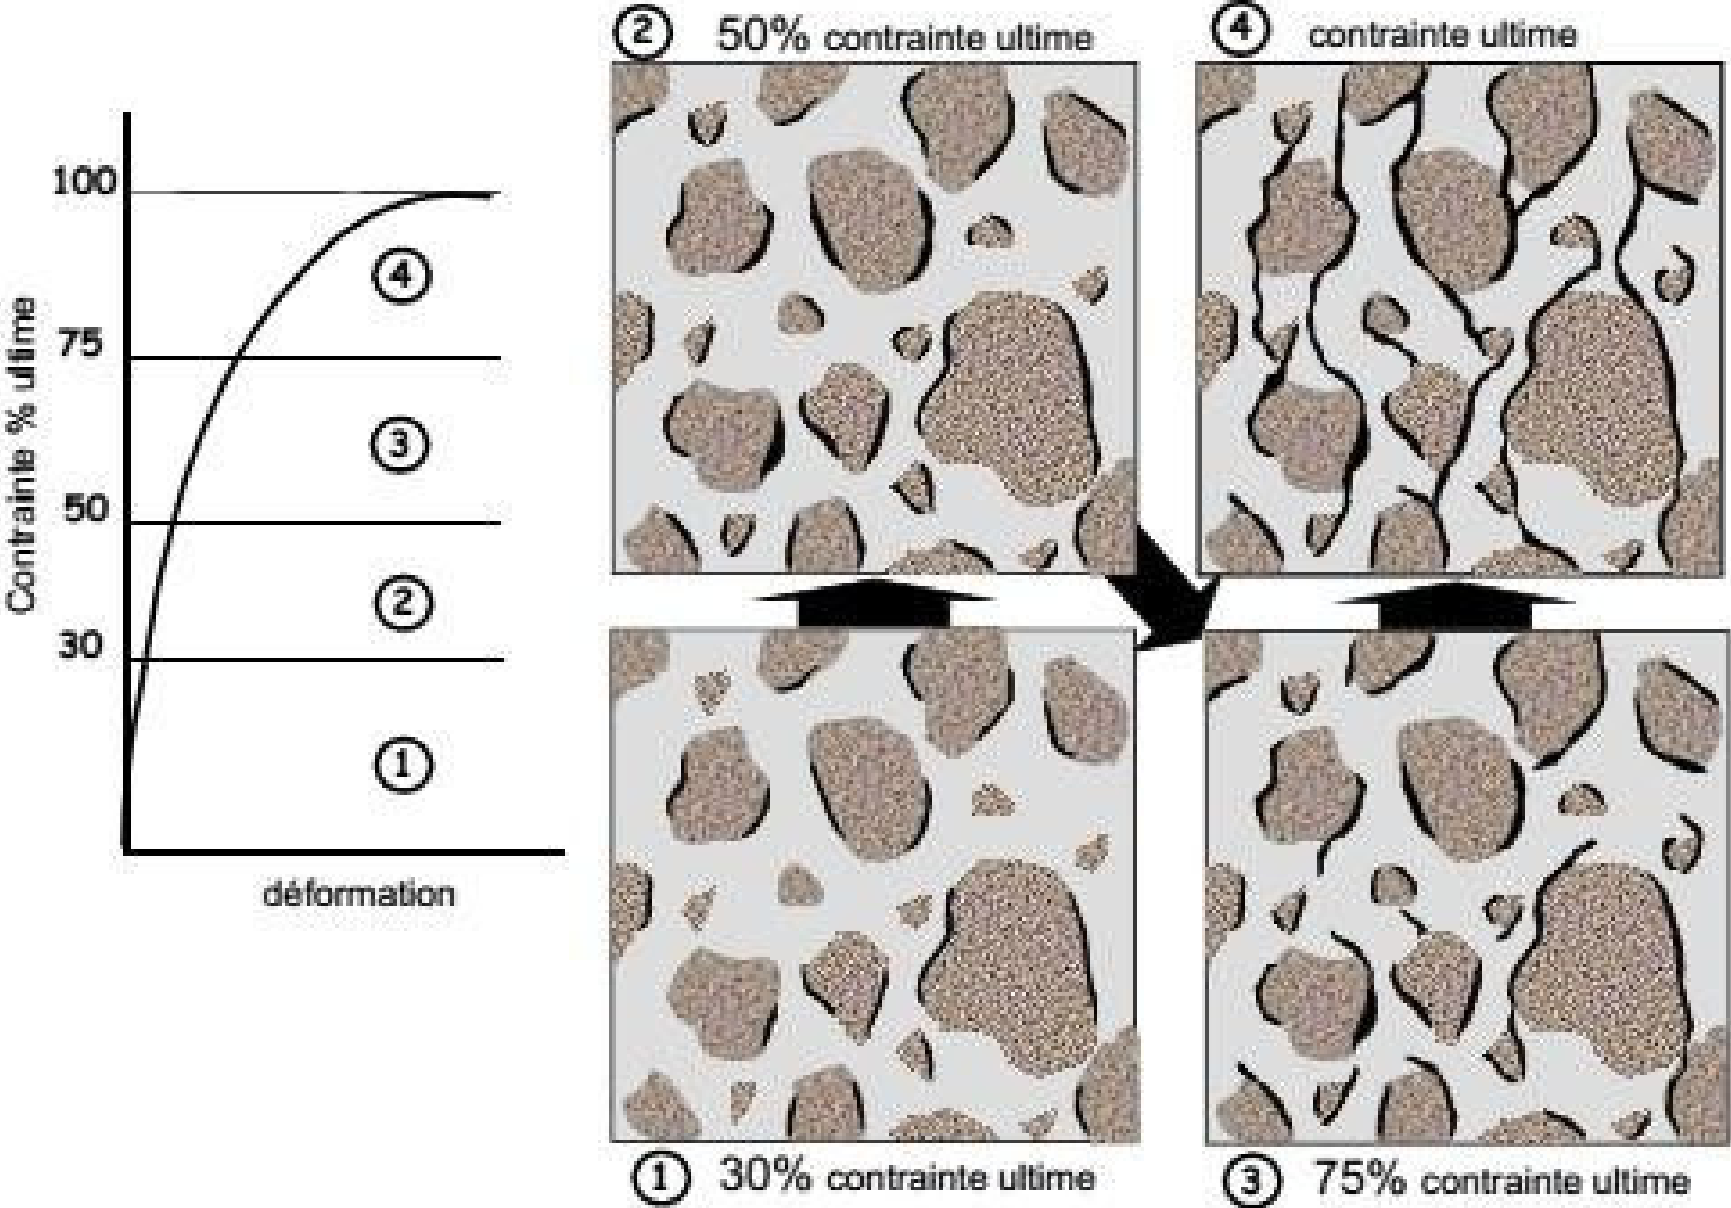 Contrainte % ultime
100
75
50
30
4
3
2
1
déformation
2 50% contrainte ultime
4 contrainte ultime
1 30% contrainte ultime
3 75% contrainte ultime